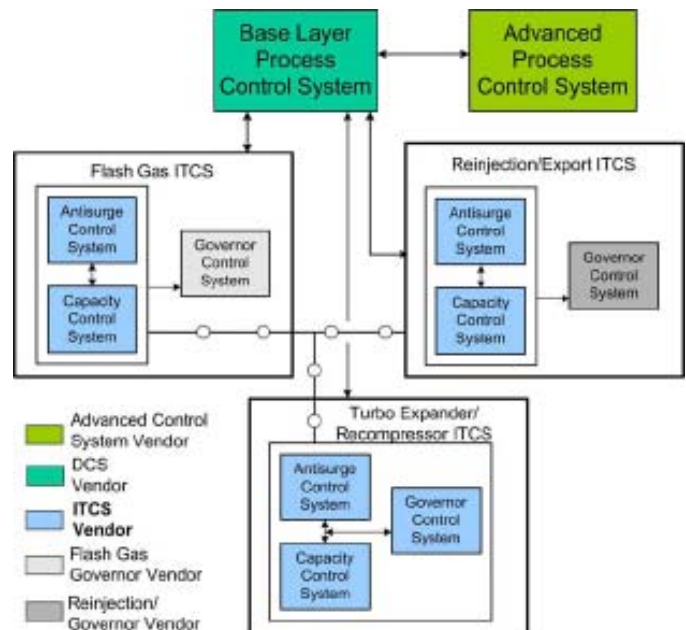 Base Layer
Process
Control System
Advanced
Process
Control System
Flash Gas ITCS
Antisurge
Control
System
Capacity
Control
System
Governor
Control
System
Reinjection/Export ITCS
Antisurge
Control
System
Capacity
Control
System
Governor
Control
System
Turbo Expander/
Recompressor ITCS
Antisurge
Control
System
Capacity
Control
System
Governor
Control
System
Advanced Control
System Vendor
DCS
Vendor
ITCS
Vendor
Flash Gas
Governor Vendor
Reinjection/
Governor Vendor